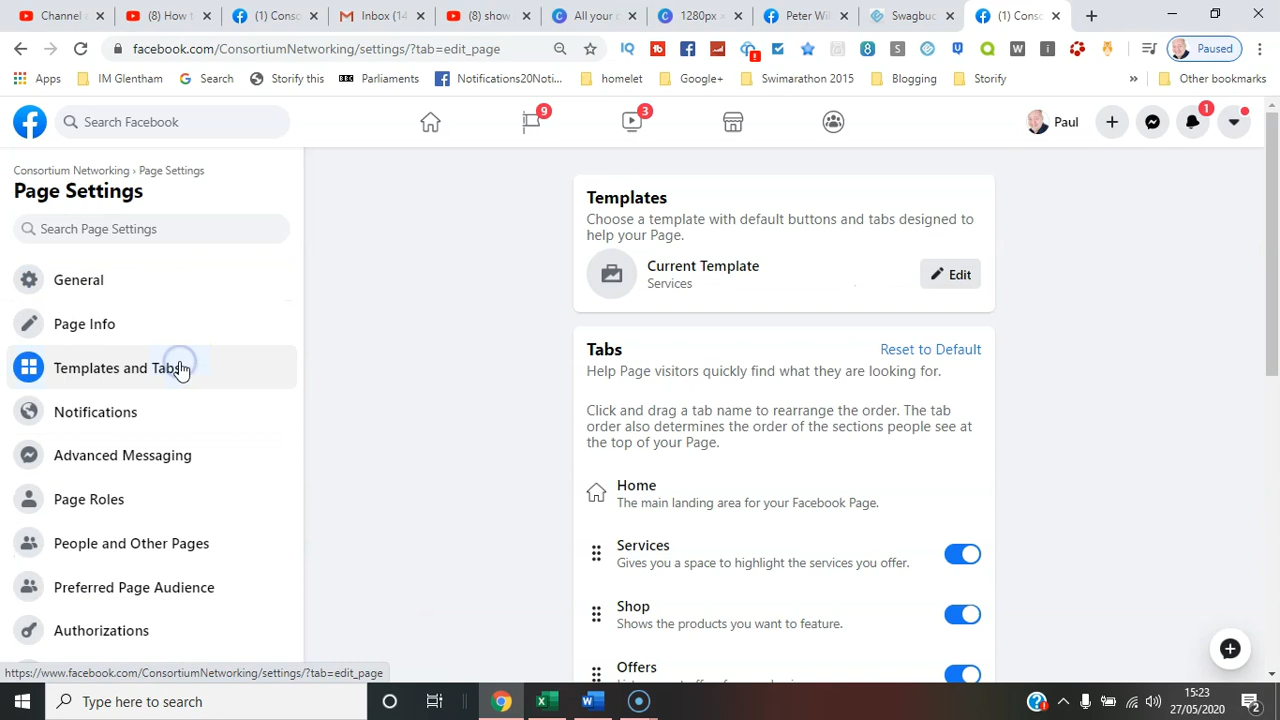 Channel a
(8) How t
(1) Conso
Inbox (14
(8) show
All your c
1280px ×
Peter Wil
Swagbuc
(1) Conso
facebook.com/ConsortiumNetworking/settings/?tab=edit_page
Paused
Apps
IM Glentham
Search
Storify this
Parliaments
Notifications20Noti...
homelet
Google+
Swimarathon 2015
Blogging
Storify
»
Other bookmarks
Search Facebook
9
3
Paul
1
Consortium Networking › Page Settings
Page Settings
Search Page Settings
General
Page Info
Templates and Tabs
Notifications
Advanced Messaging
Page Roles
People and Other Pages
Preferred Page Audience
Authorizations
Templates
Choose a template with default buttons and tabs designed to
help your Page.
Current Template
Services
Edit
Tabs
Reset to Default
Help Page visitors quickly find what they are looking for.
Click and drag a tab name to rearrange the order. The tab
order also determines the order of the sections people see at
the top of your Page.
Home
The main landing area for your Facebook Page.
Services
Gives you a space to highlight the services you offer.
Shop
Shows the products you want to feature.
Offers
https://www.facebook.com/ConsortiumNetworking/settings/?tab=edit_page
Type here to search
15:23
27/05/2020
2